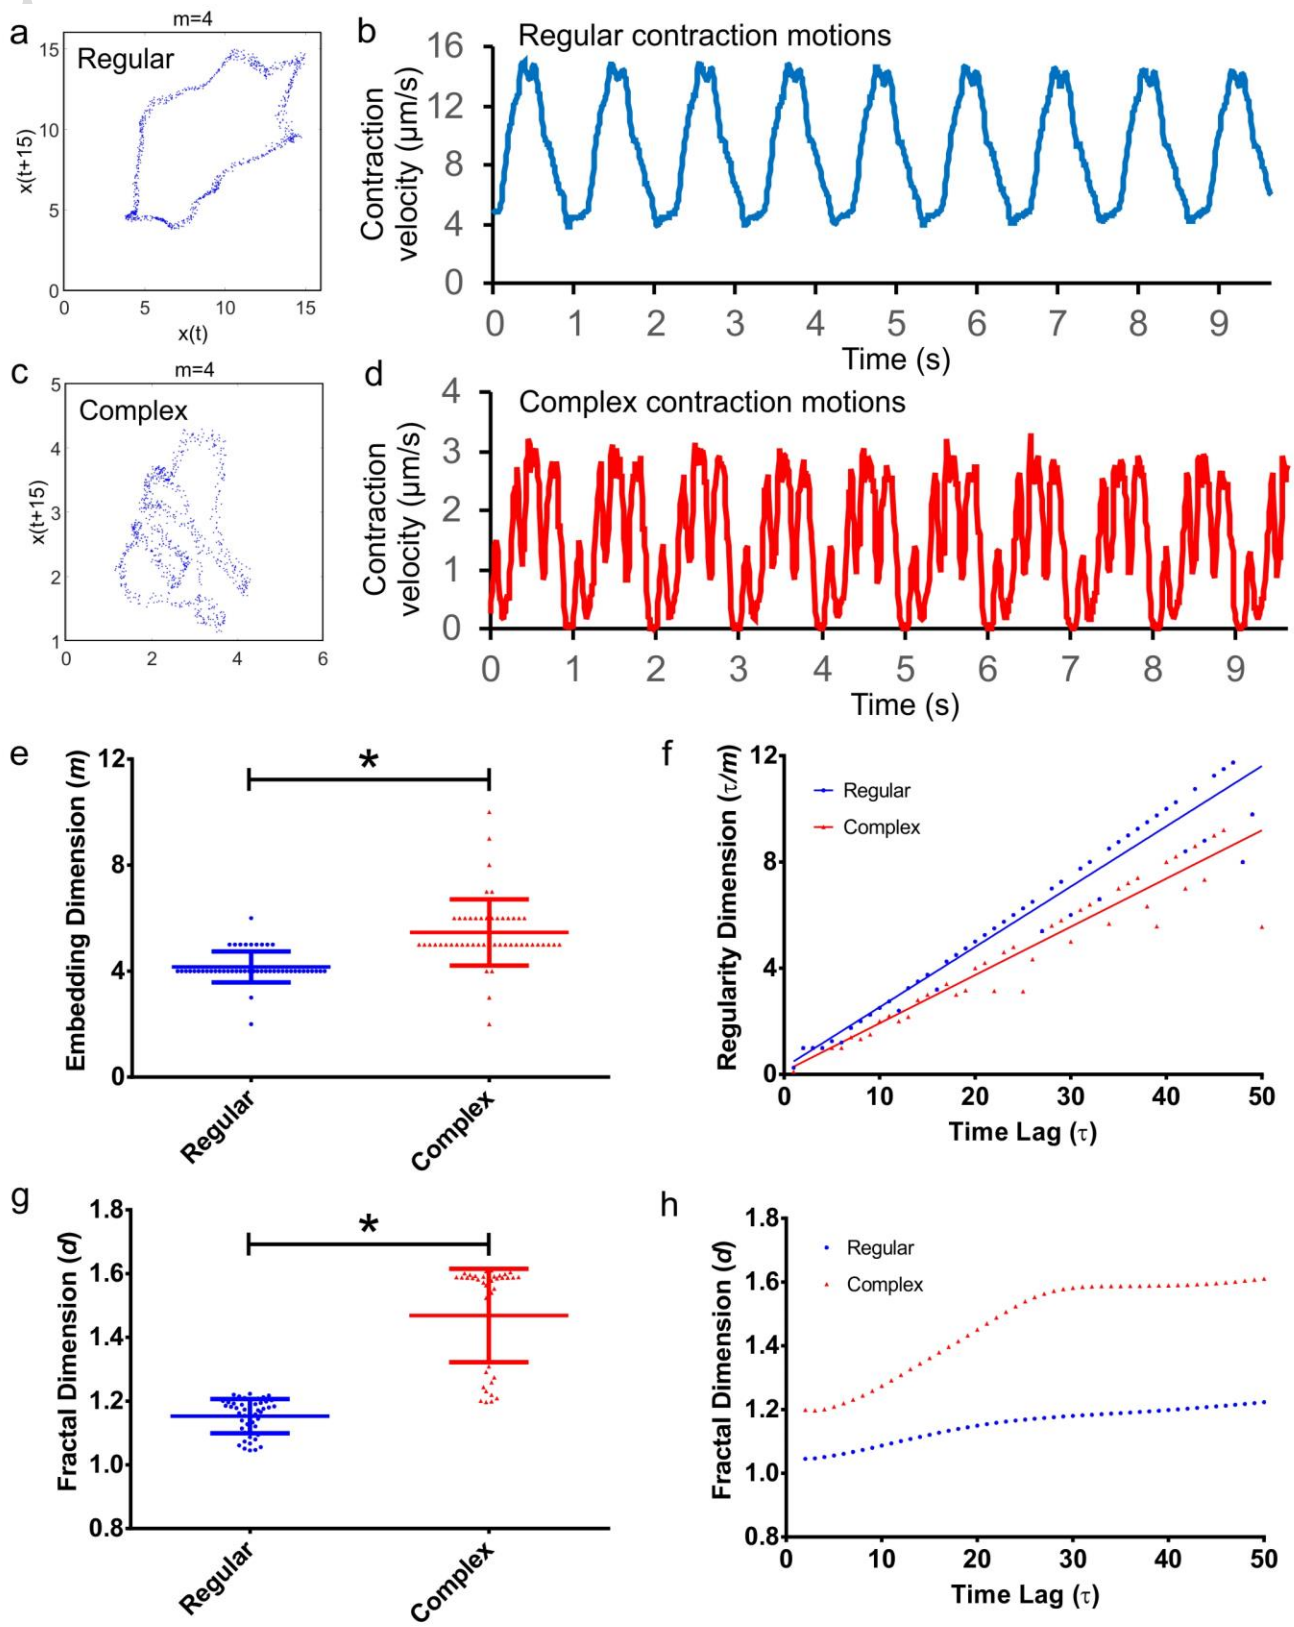 a
m=4
Regular
15
10
5
0
x(t+15)
0 5 10 15
x(t)
b
Regular contraction motions
Contraction
velocity (µm/s)
16
12
8
4
0
0 1 2 3 4 5 6 7 8 9
Time (s)
c
m=4
Complex
5
4
3
2
1
x(t+15)
0 2 4 6
d
Complex contraction motions
Contraction
velocity (µm/s)
4
3
2
1
0
0 1 2 3 4 5 6 7 8 9
Time (s)
e
*
Embedding Dimension (m)
12
8
4
0
Regular
Complex
f
Regularity Dimension (τ/m)
12
8
4
0
Regular
Complex
0 10 20 30 40 50
Time Lag (τ)
g
*
Fractal Dimension (d)
1.8
1.6
1.4
1.2
1.0
0.8
Regular
Complex
h
Fractal Dimension (d)
1.8
1.6
1.4
1.2
1.0
0.8
Regular
Complex
0 10 20 30 40 50
Time Lag (τ)